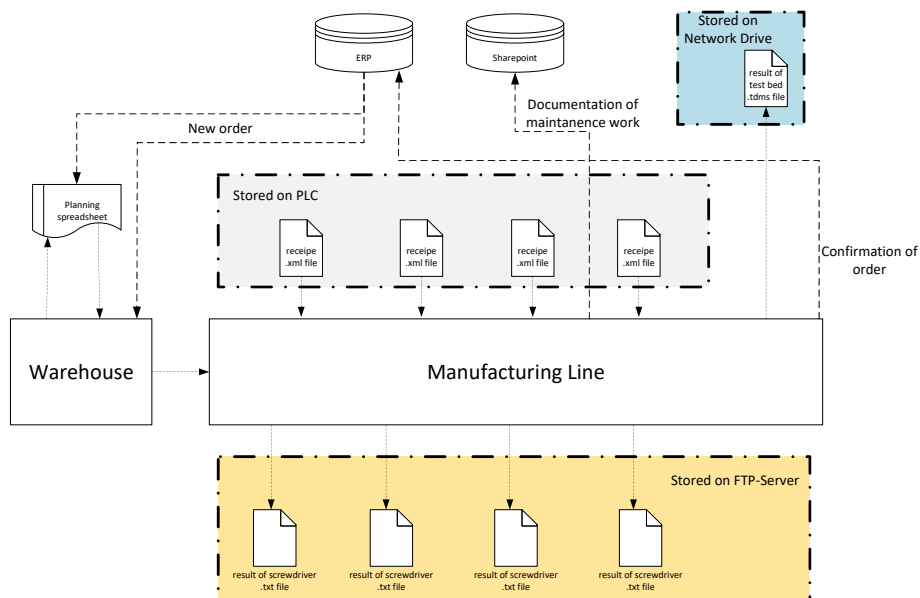 ERP
Sharepoint
Stored on
Network Drive
result of
test bed
.tdms file
New order
Documentation of
maintanence work
Planning
spreadsheet
Stored on PLC
receipe
.xml file
receipe
.xml file
receipe
.xml file
receipe
.xml file
Confirmation of
order
Warehouse
Manufacturing Line
Stored on FTP-Server
result of screwdriver
.txt file
result of screwdriver
.txt file
result of screwdriver
.txt file
result of screwdriver
.txt file